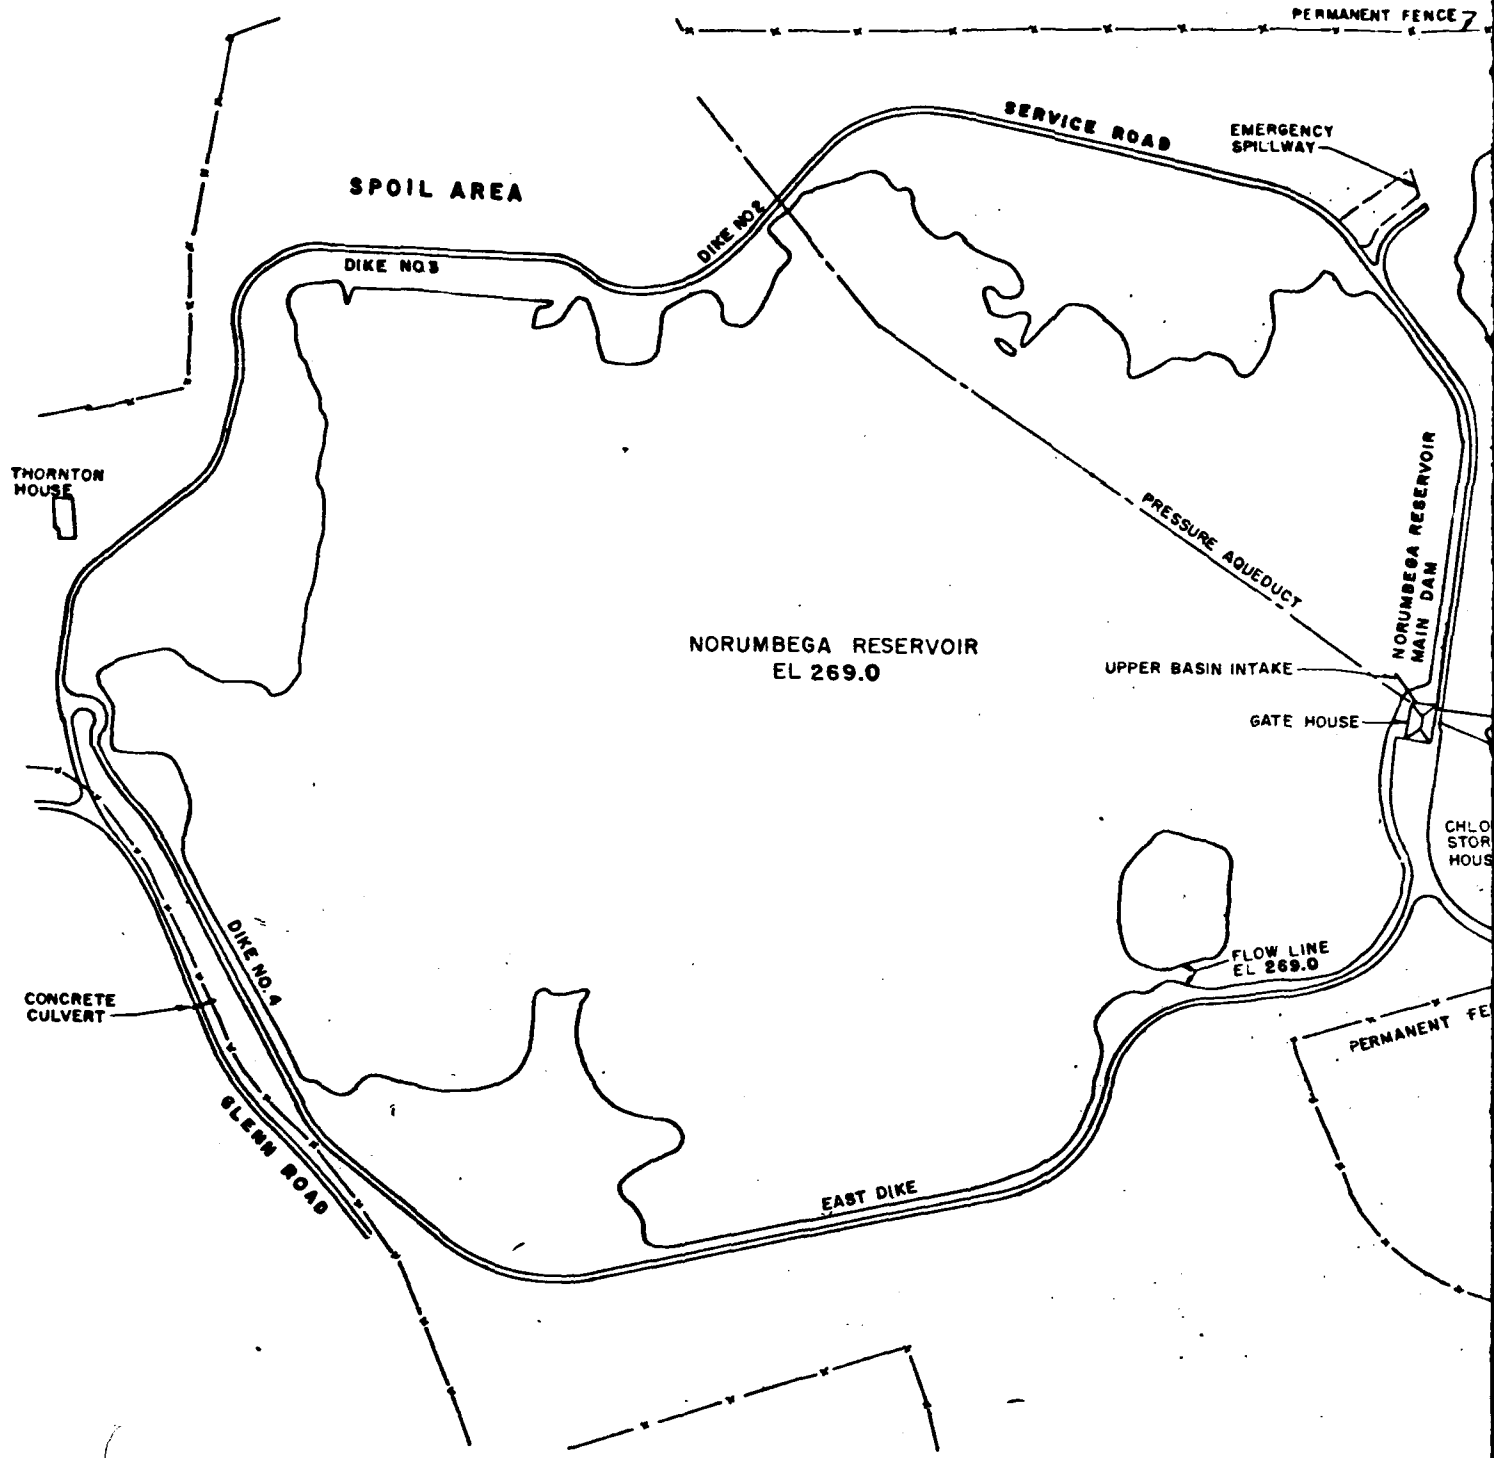 PERMANENT FENCE
SERVICE ROAD
EMERGENCY
SPILLWAY
SPOIL AREA
DIKE NO.2
DIKE NO.3
THORNTON
HOUSE
NORUMBEGA RESERVOIR
MAIN DAM
PRESSURE AQUEDUCT
NORUMBEGA RESERVOIR
EL 269.0
UPPER BASIN INTAKE
GATE HOUSE
CHLO
STOR
HOUS
DIKE NO.4
FLOW LINE
EL 269.0
CONCRETE
CULVERT
PERMANENT FE
GLENN ROAD
EAST DIKE